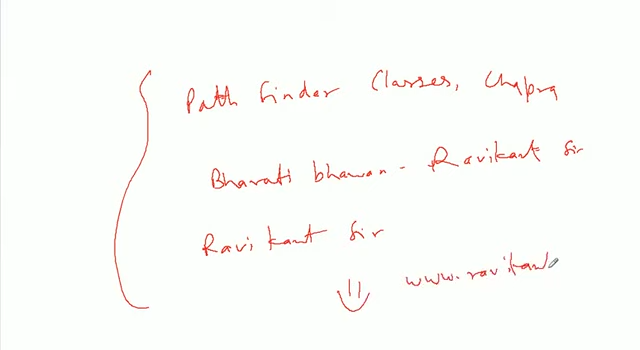 Path finder Classes, Chapra
Bharati bhawan - Ravikant Sir
Ravikant Sir
www.ravikant